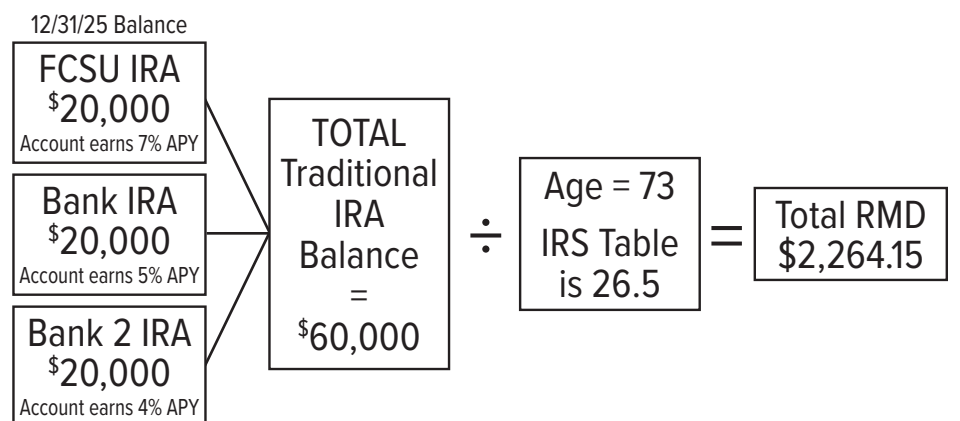 12/31/25 Balance
FCSU IRA
$20,000
Account earns 7% APY
Bank IRA
$20,000
Account earns 5% APY
Bank 2 IRA
$20,000
Account earns 4% APY
TOTAL
Traditional
IRA
Balance
=
$60,000
÷
Age = 73
IRS Table
is 26.5
=
Total RMD
$2,264.15